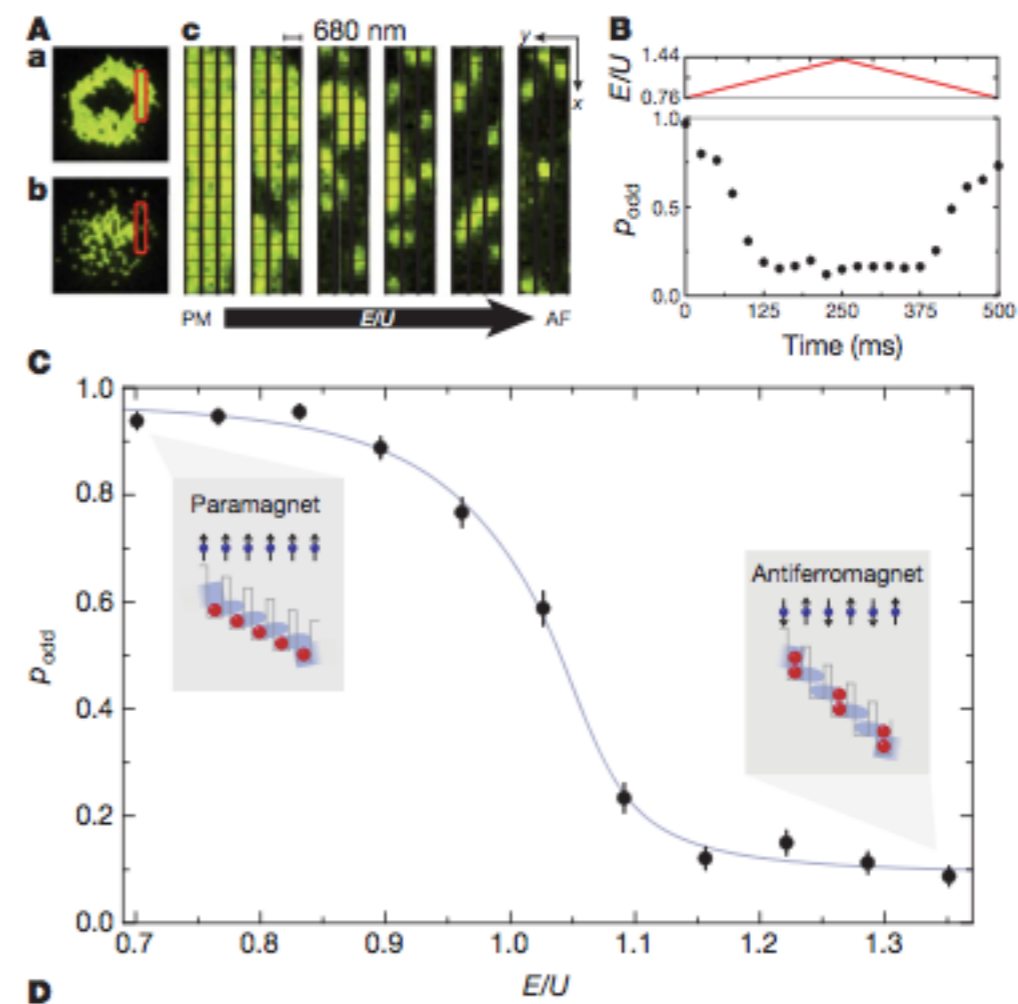 A
a
b
c
680 nm
y
x
PM
E/U
AF
B
E/U
1.44
0.76
p_odd
1.0
0.5
0.0
0
125
250
375
500
Time (ms)
C
1.0
0.8
0.6
0.4
0.2
0.0
p_odd
Paramagnet
Antiferromagnet
0.7
0.8
0.9
1.0
1.1
1.2
1.3
E/U
D